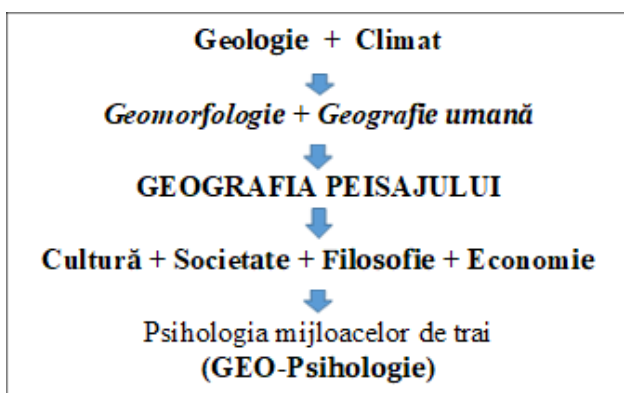 Geologie + Climat
Geomorfologie + Geografie umană
GEOGRAFIA PEISAJULUI
Cultură + Societate + Filosofie + Economie
Psihologia mijloacelor de trai
(GEO-Psihologie)